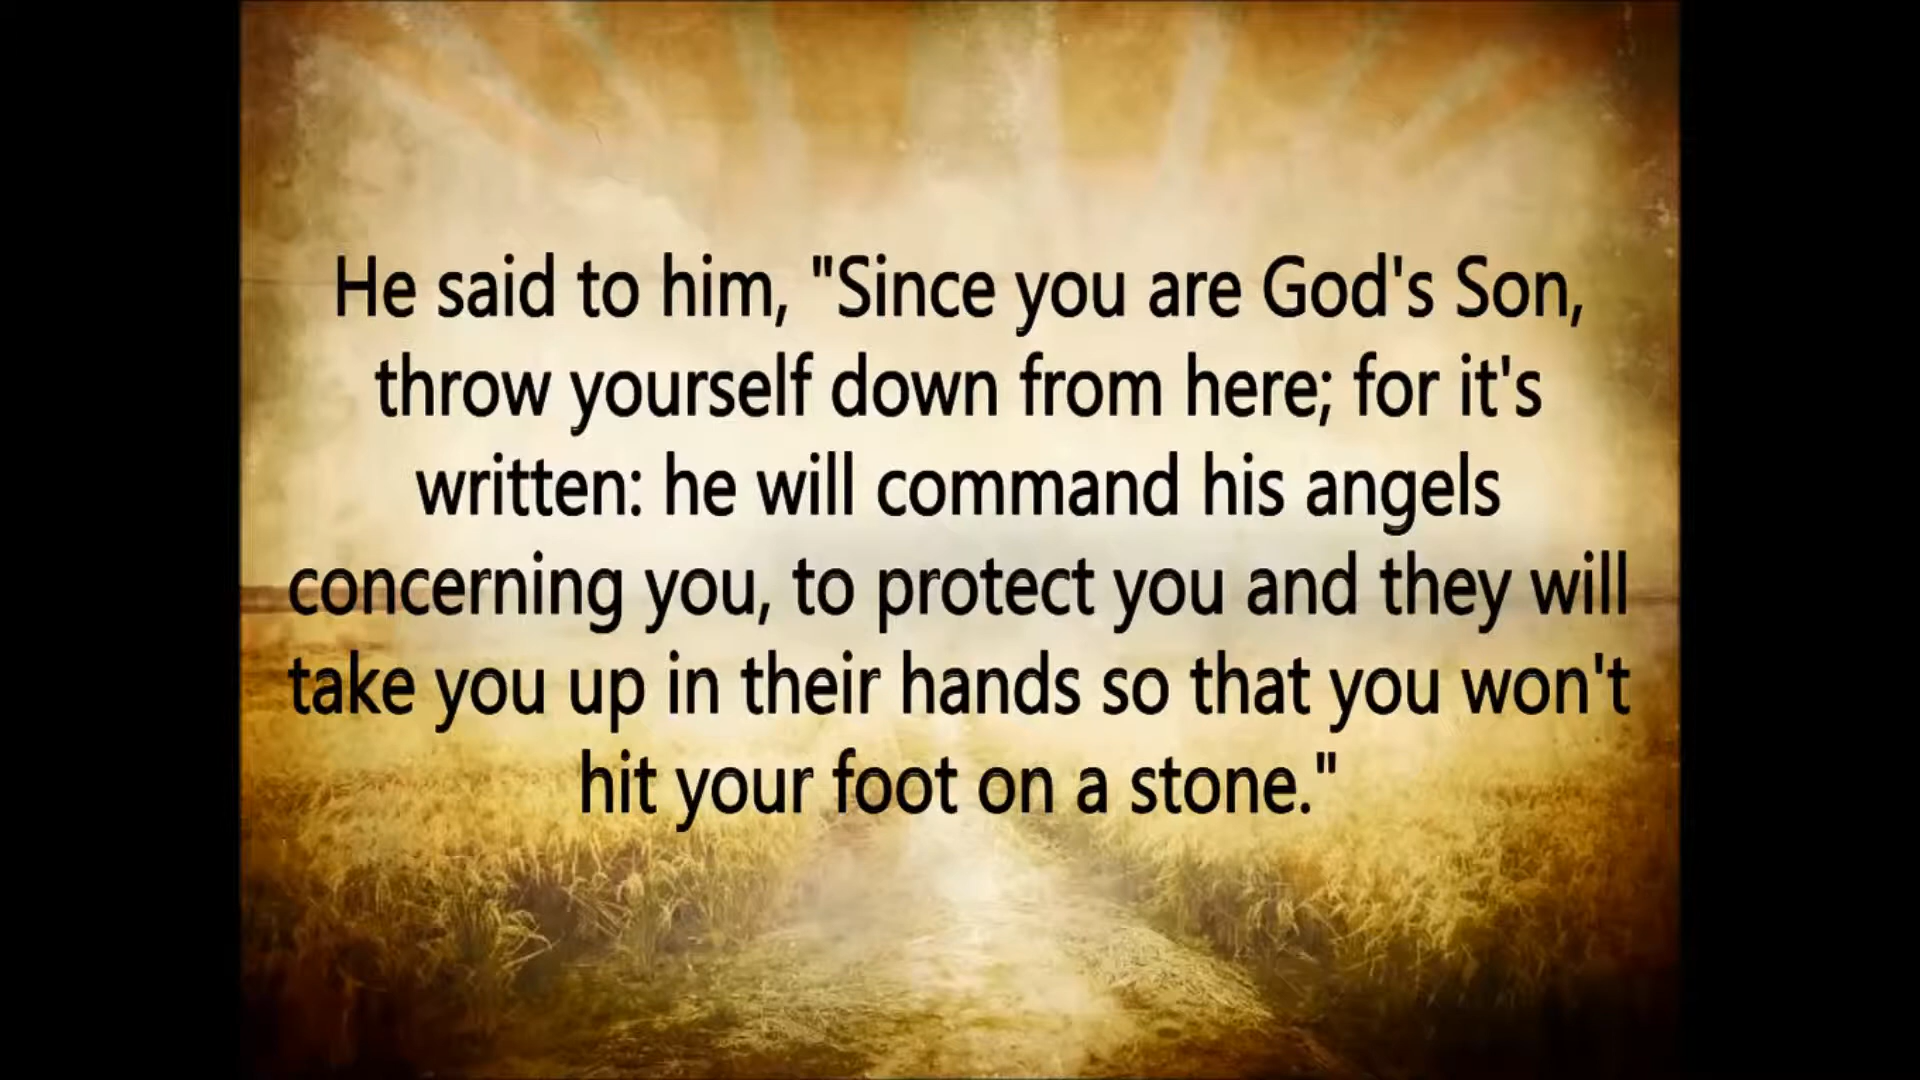 He said to him, "Since you are God's Son,
throw yourself down from here; for it's
written: he will command his angels
concerning you, to protect you and they will
take you up in their hands so that you won't
hit your foot on a stone."